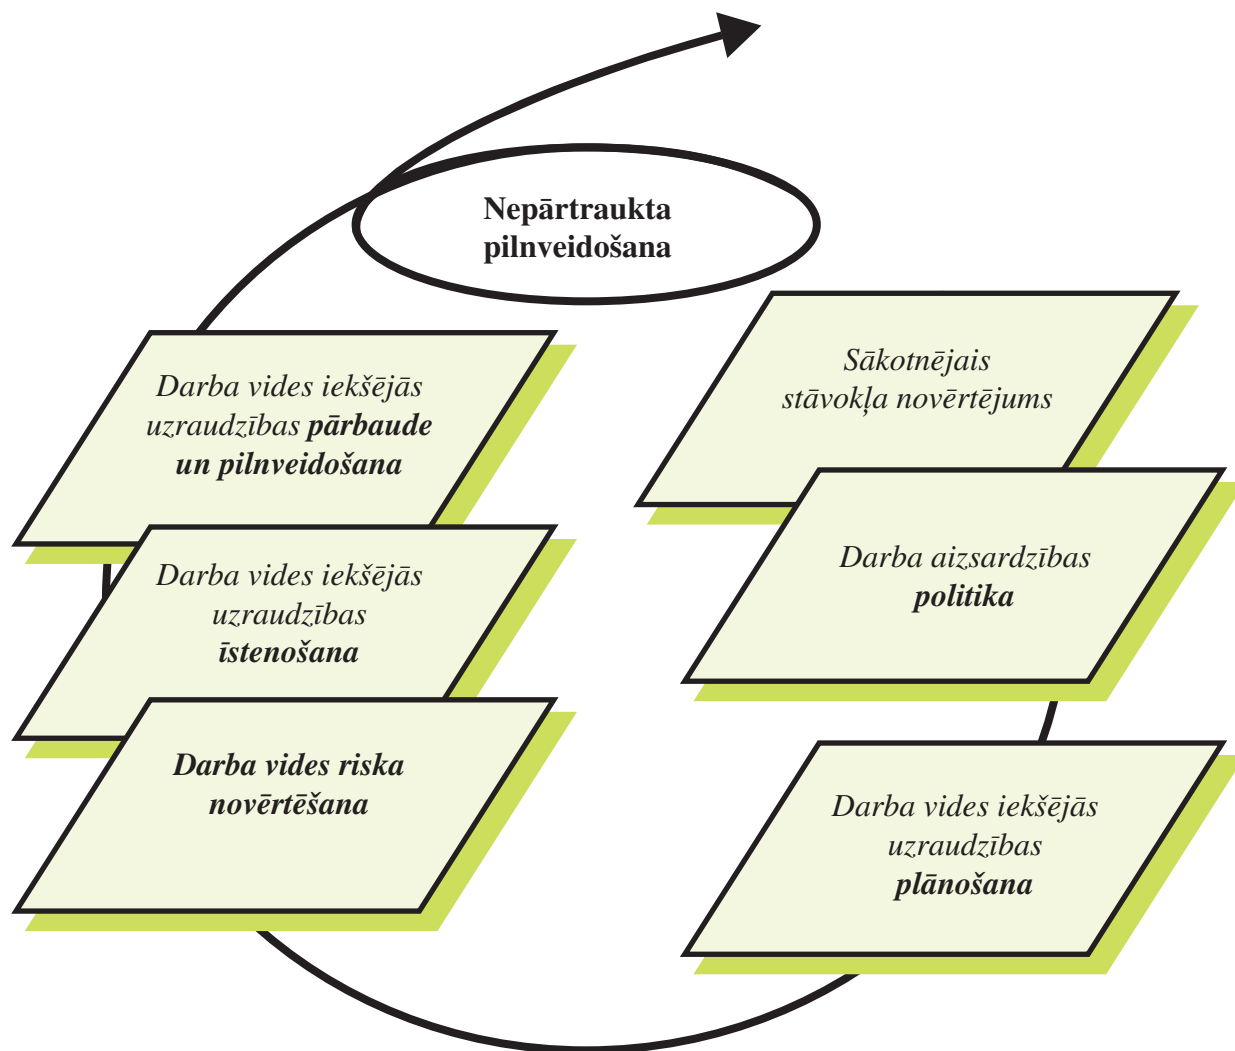 Nepārtraukta
pilnveidošana
Darba vides iekšējās
uzraudzības pārbaude
un pilnveidošana
Darba vides iekšējās
uzraudzības
īstenošana
Darba vides riska
novērtēšana
Sākotnējais
stāvokļa novērtējums
Darba aizsardzības
politika
Darba vides iekšējās
uzraudzības
plānošana